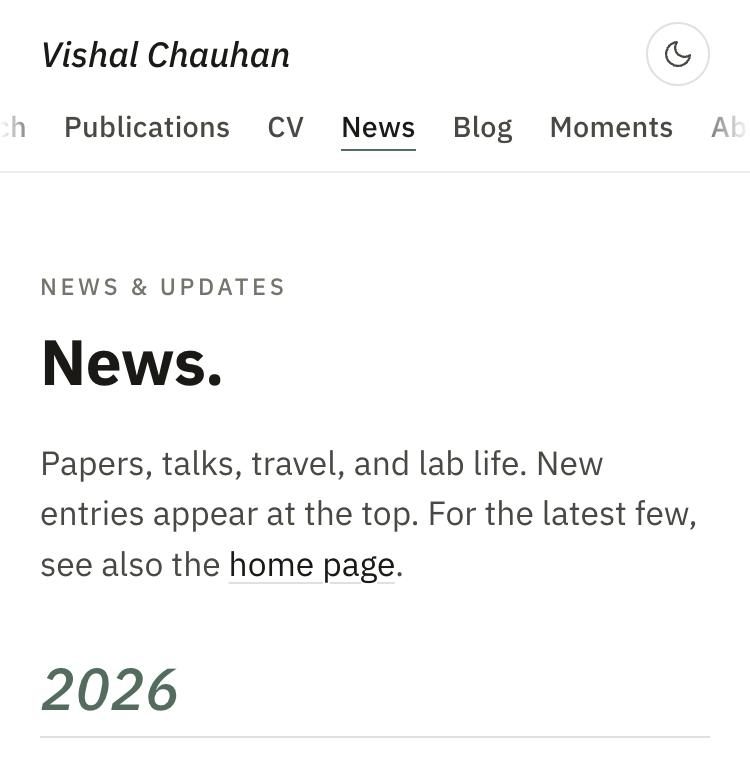 Vishal Chauhan
Publications CV News Blog Moments
NEWS & UPDATES
News.
Papers, talks, travel, and lab life. New
entries appear at the top. For the latest few,
see also the home page.
2026